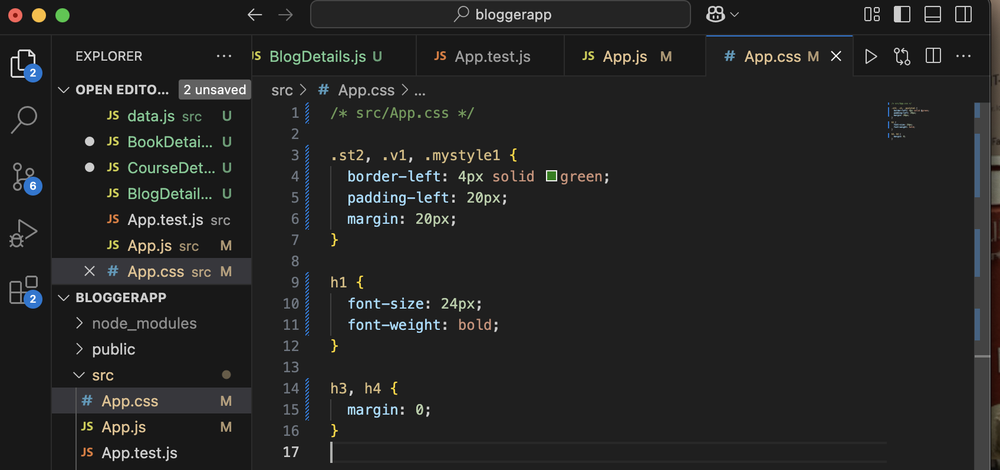 bloggerapp
EXPLORER ...
OPEN EDITO... 2 unsaved
JS data.js src U
JS BookDetai... U
JS CourseDet... U
JS BlogDetail... U
JS App.test.js src
JS App.js src M
# App.css src M
BLOGGERAPP
node_modules
public
src
# App.css M
JS App.js M
JS App.test.js
2
6
2
JS BlogDetails.js U
JS App.test.js
JS App.js M
# App.css M
src > # App.css > ...
1 /* src/App.css */
2
3 .st2, .v1, .mystyle1 {
4 border-left: 4px solid green;
5 padding-left: 20px;
6 margin: 20px;
7 }
8
9 h1 {
10 font-size: 24px;
11 font-weight: bold;
12 }
13
14 h3, h4 {
15 margin: 0;
16 }
17